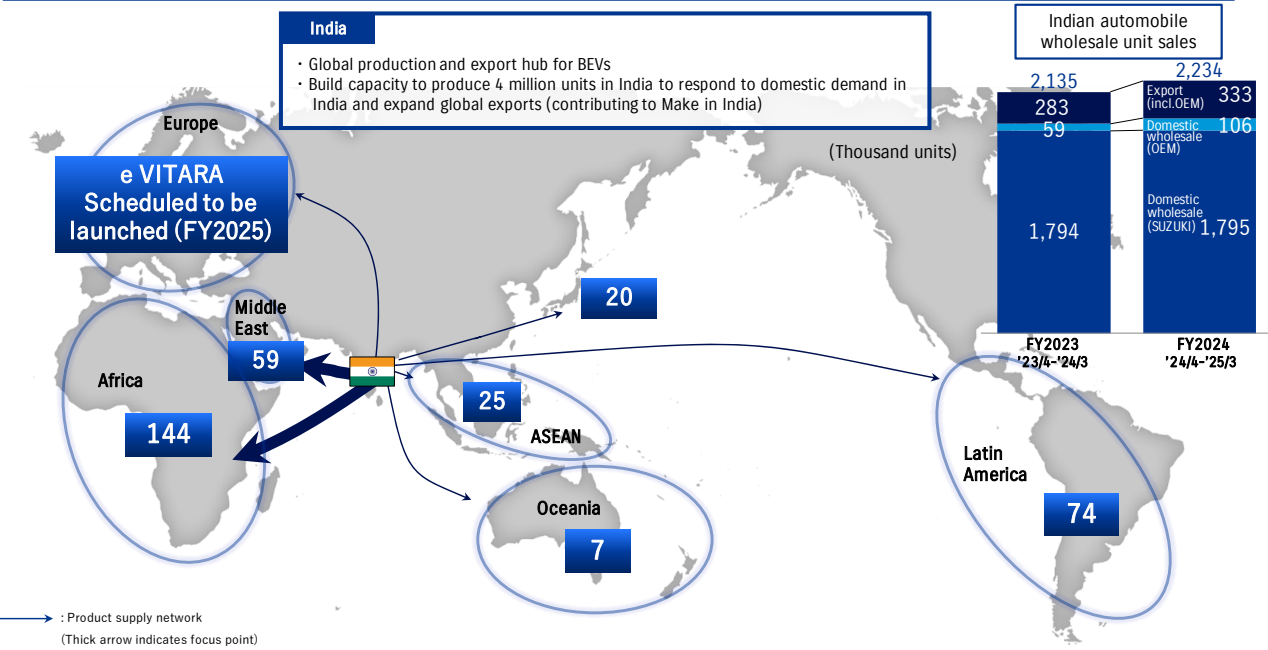 India
・Global production and export hub for BEVs
・Build capacity to produce 4 million units in India to respond to domestic demand in
India and expand global exports (contributing to Make in India)
Indian automobile
wholesale unit sales
(Thousand units)
2,135
283
59
1,794
FY2023
'23/4-'24/3
2,234
Export
(incl.OEM)
333
Domestic
wholesale
(OEM)
106
Domestic
wholesale
(SUZUKI)
1,795
FY2024
'24/4-'25/3
Europe
e VITARA
Scheduled to be
launched (FY2025)
Middle
East
59
Africa
144
20
25
ASEAN
Oceania
7
Latin
America
74
: Product supply network
(Thick arrow indicates focus point)